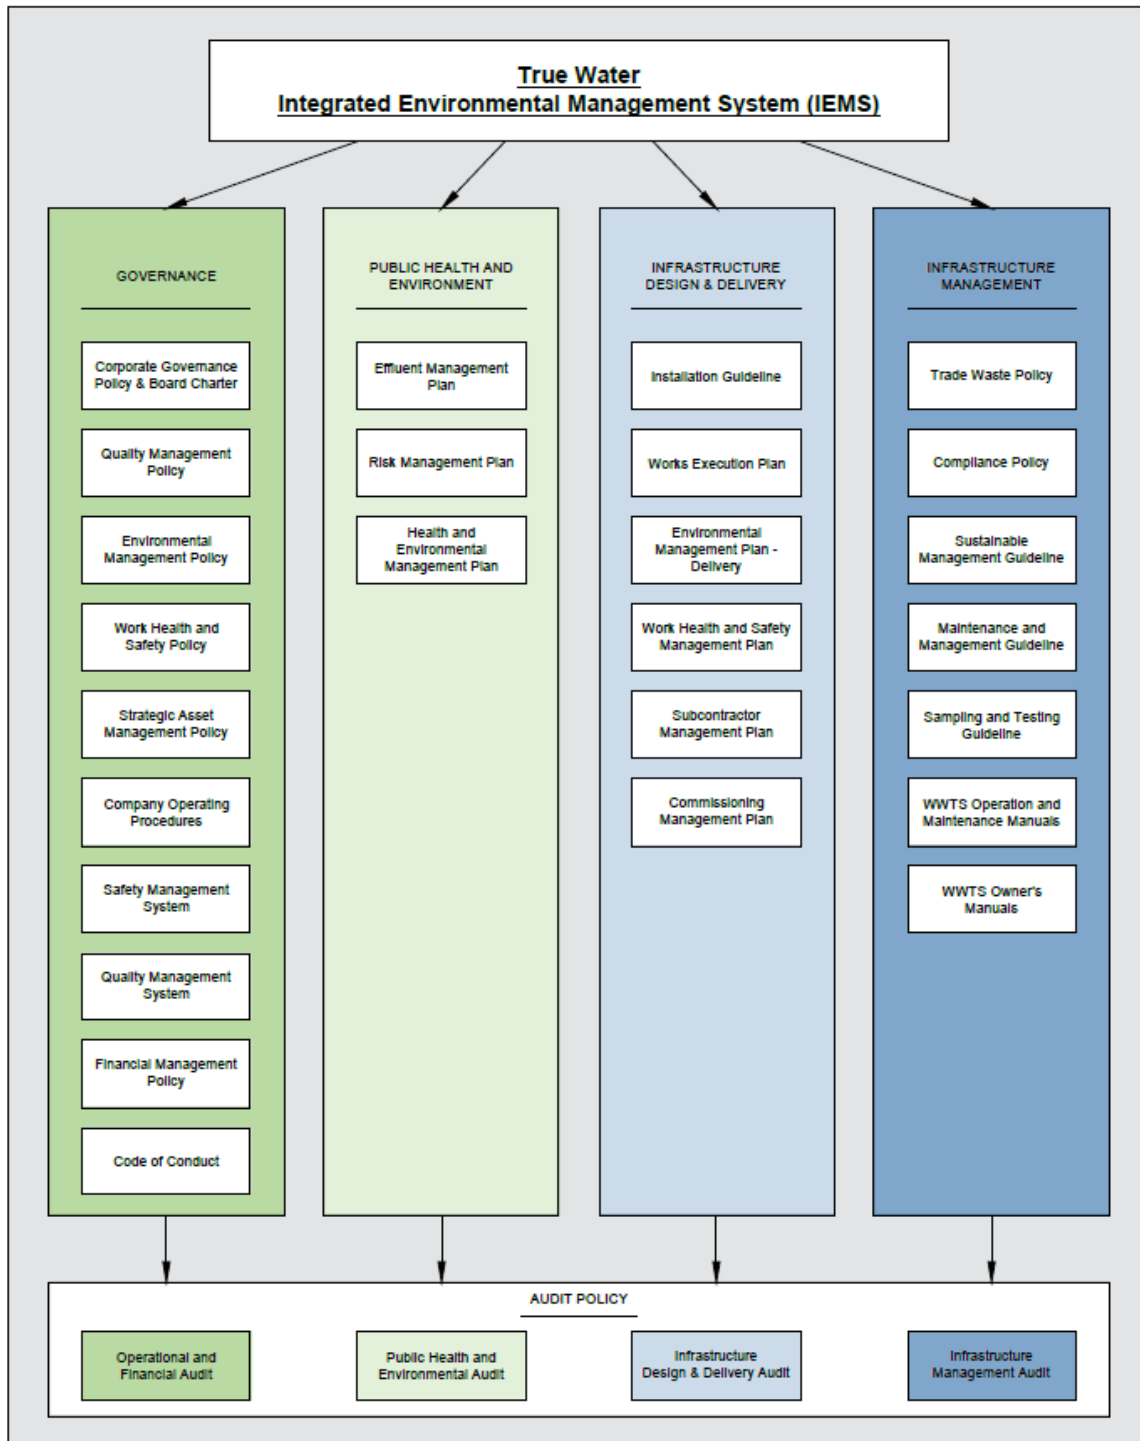 True Water
Integrated Environmental Management System (IEMS)
GOVERNANCE
Corporate Governance
Policy & Board Charter
Quality Management
Policy
Environmental
Management Policy
Work Health and
Safety Policy
Strategic Asset
Management Policy
Company Operating
Procedures
Safety Management
System
Quality Management
System
Financial Management
Policy
Code of Conduct
PUBLIC HEALTH AND
ENVIRONMENT
Effluent Management
Plan
Risk Management Plan
Health and
Environmental
Management Plan
INFRASTRUCTURE
DESIGN & DELIVERY
Installation Guideline
Works Execution Plan
Environmental
Management Plan -
Delivery
Work Health and Safety
Management Plan
Subcontractor
Management Plan
Commissioning
Management Plan
INFRASTRUCTURE
MANAGEMENT
Trade Waste Policy
Compliance Policy
Sustainable
Management Guideline
Maintenance and
Management Guideline
Sampling and Testing
Guideline
WWTS Operation and
Maintenance Manuals
WWTS Owner's
Manuals
AUDIT POLICY
Operational and
Financial Audit
Public Health and
Environmental Audit
Infrastructure
Design & Delivery Audit
Infrastructure
Management Audit